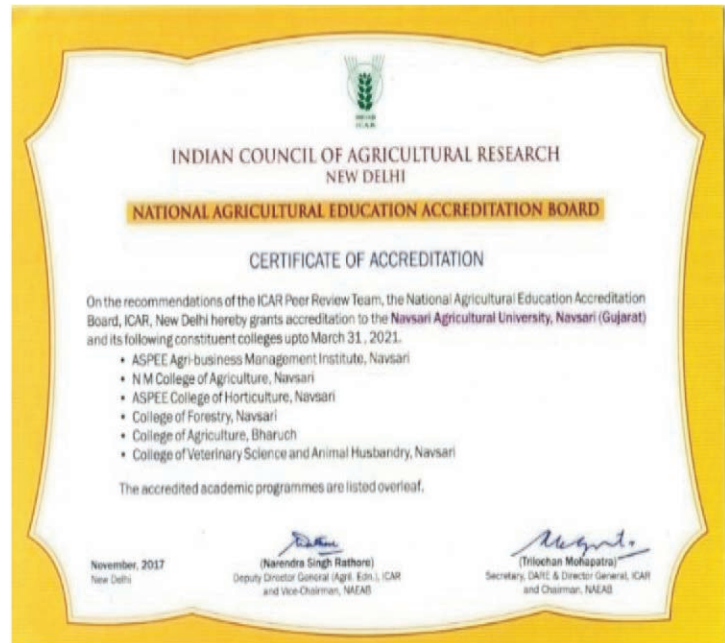 ICAR
INDIAN COUNCIL OF AGRICULTURAL RESEARCH
NEW DELHI
NATIONAL AGRICULTURAL EDUCATION ACCREDITATION BOARD
CERTIFICATE OF ACCREDITATION
On the recommendations of the ICAR Peer Review Team, the National Agricultural Education Accreditation
Board, ICAR, New Delhi hereby grants accreditation to the Navsari Agricultural University, Navsari (Gujarat)
and its following constituent colleges upto March 31, 2021.
• ASPEE Agri-business Management Institute, Navsari
• N M College of Agriculture, Navsari
• ASPEE College of Horticulture, Navsari
• College of Forestry, Navsari
• College of Agriculture, Bharuch
• College of Veterinary Science and Animal Husbandry, Navsari
The accredited academic programmes are listed overleaf.
November, 2017
New Delhi
(Narendra Singh Rathore)
Deputy Director General (Agril. Edn.), ICAR
and Vice-Chairman, NAEAB
(Trilochan Mohapatra)
Secretary, DARE & Director General, ICAR
and Chairman, NAEAB